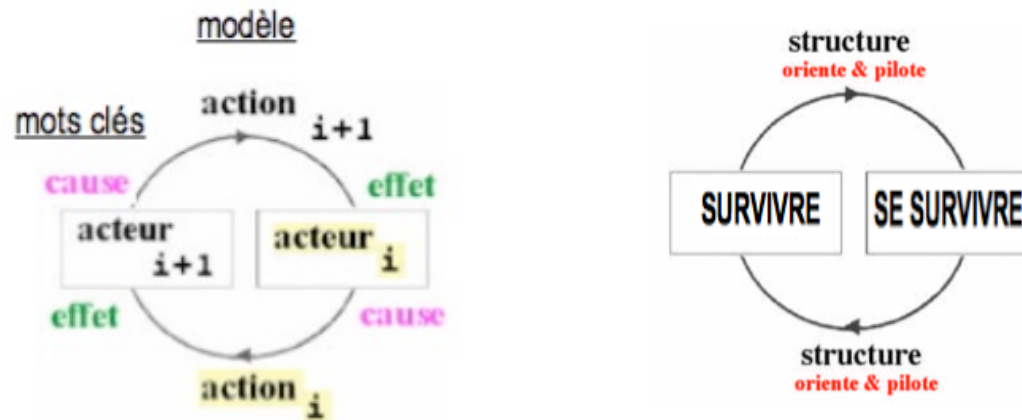 modèle
mots clés
action
i+1
cause
effet
acteur
i+1
acteur
i
effet
cause
action
i
structure
oriente & pilote
SURVIVRE
SE SURVIVRE
structure
oriente & pilote